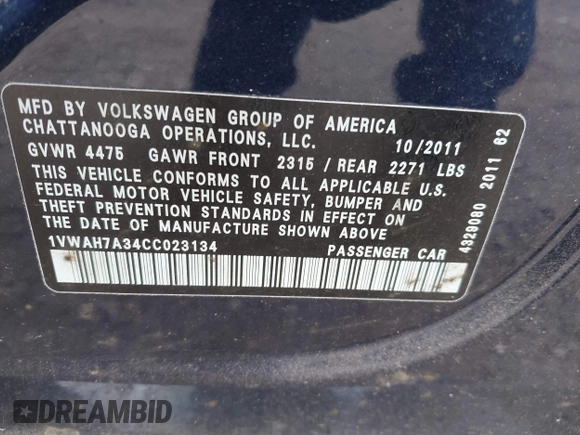 MFD BY VOLKSWAGEN GROUP OF AMERICA
CHATTANOOGA OPERATIONS, LLC. 10/2011
GVWR 4475 GAWR FRONT 2315 / REAR 2271 LBS
THIS VEHICLE CONFORMS TO ALL APPLICABLE U.S.
FEDERAL MOTOR VEHICLE SAFETY, BUMPER AND
THEFT PREVENTION STANDARDS IN EFFECT ON
THE DATE OF MANUFACTURE SHOWN ABOVE
1VWAH7A34CC023134 PASSENGER CAR
4329080 2011 62
DREAMBID